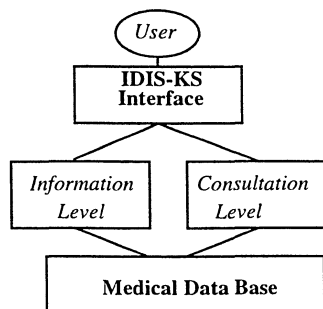 User
IDIS-KS
Interface
Information
Level
Consultation
Level
Medical Data Base